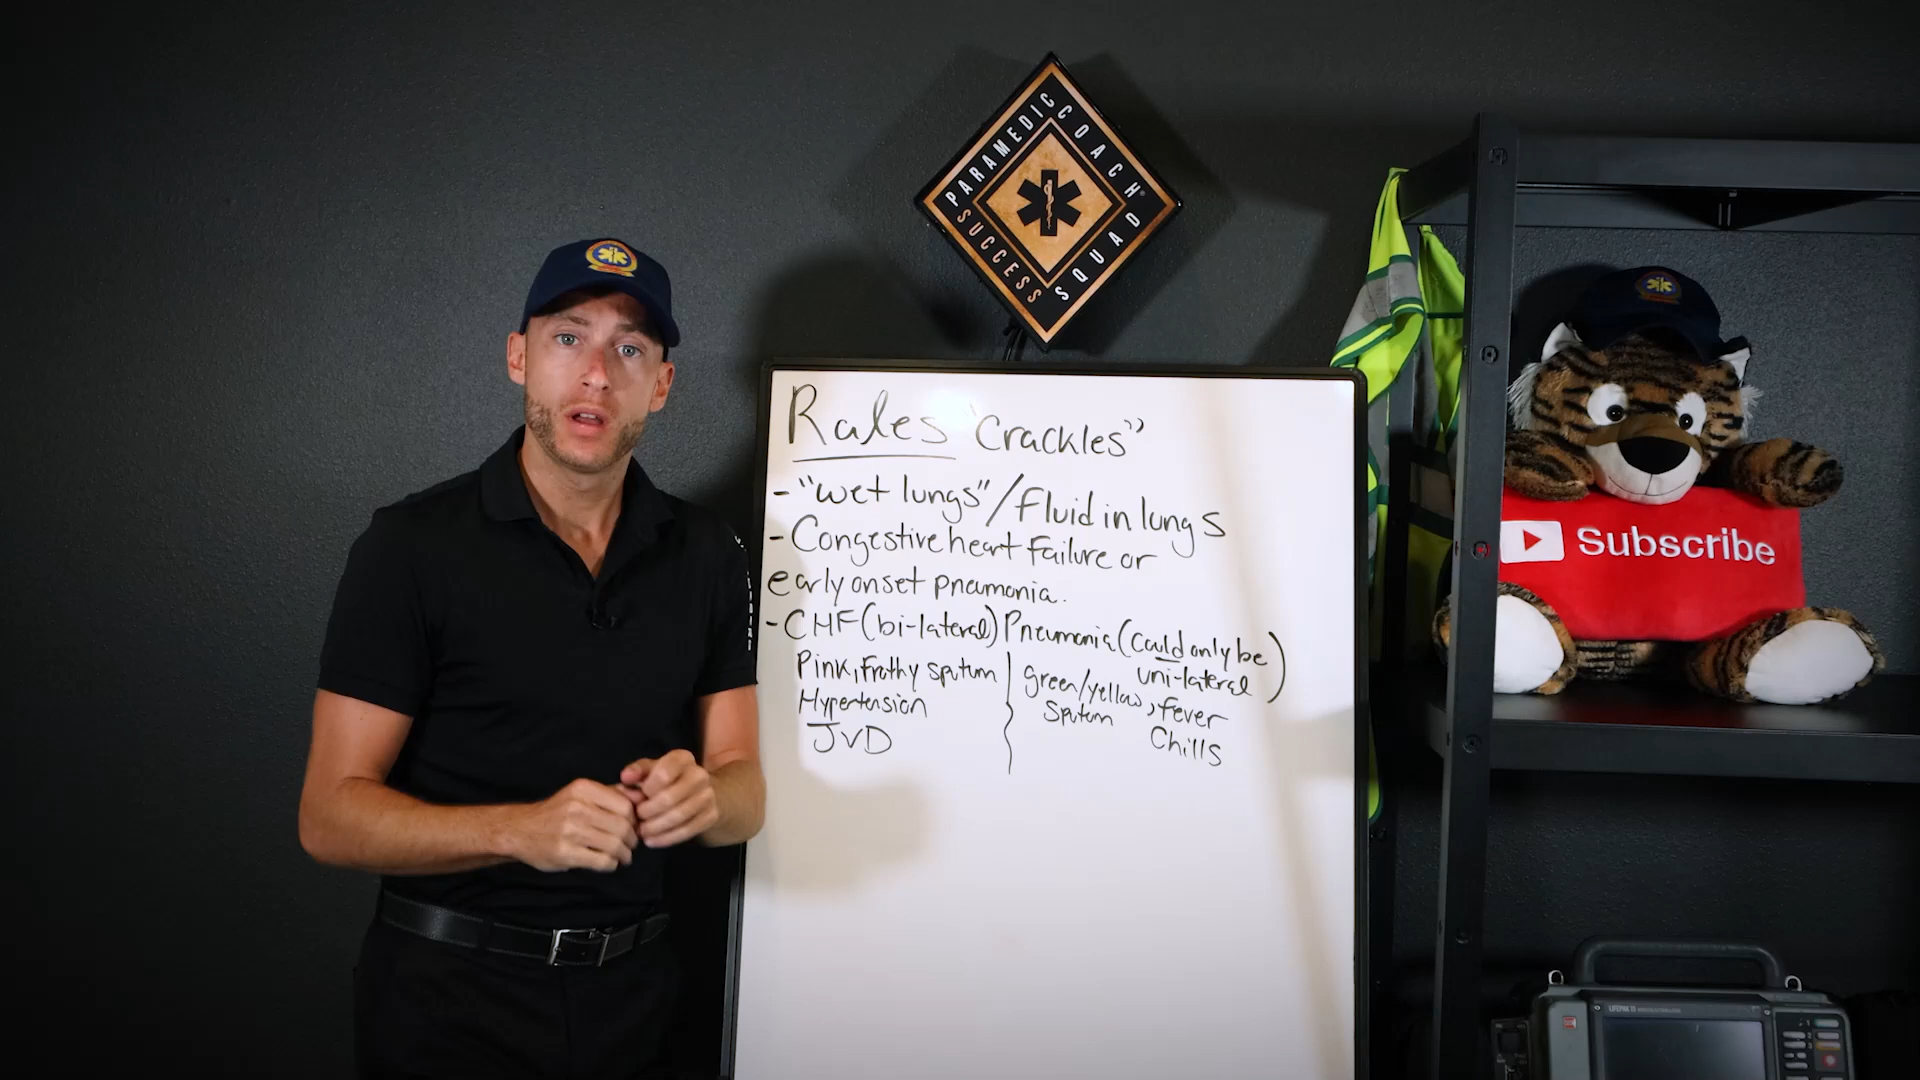 PARAMEDIC COACH
SUCCESS SQUAD
Rales "Crackles"
- "wet lungs"/Fluid in lungs
- Congestive heart Failure or
early onset pneumonia.
- CHF (bi-lateral) Pneumonia (could only be
uni-lateral)
Pink, Frothy sputum
Hypertension
JVD
green/yellow, Fever
Sputum
Chills
Subscribe
LIFEPAK 15